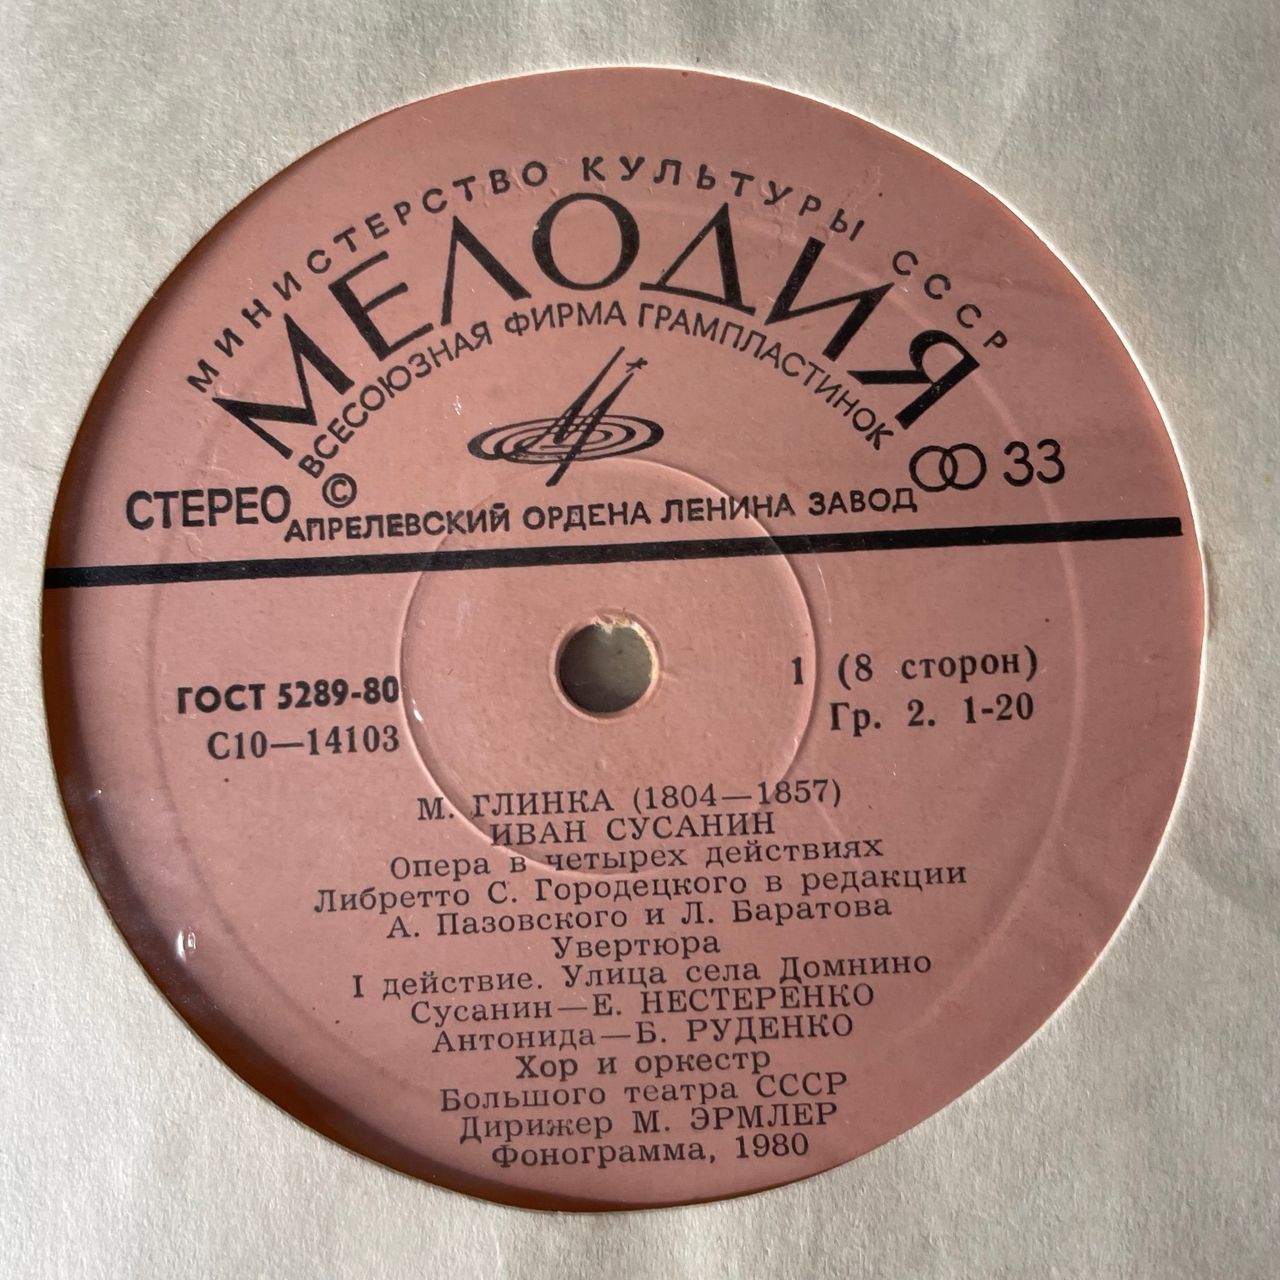 МИНИСТЕРСТВО КУЛЬТУРЫ СССР
МЕЛОДИЯ
ВСЕСОЮЗНАЯ ФИРМА ГРАМПЛАСТИНОК
СТЕРЕО © 33
АПРЕЛЕВСКИЙ ОРДЕНА ЛЕНИНА ЗАВОД
ГОСТ 5289-80
С10—14103
1 (8 сторон)
Гр. 2. 1-20
М. ГЛИНКА (1804—1857)
ИВАН СУСАНИН
Опера в четырех действиях
Либретто С. Городецкого в редакции
А. Пазовского и Л. Баратова
Увертюра
I действие. Улица села Домнино
Сусанин—Е. НЕСТЕРЕНКО
Антонида—Б. РУДЕНКО
Хор и оркестр
Большого театра СССР
Дирижер М. ЭРМЛЕР
Фонограмма, 1980